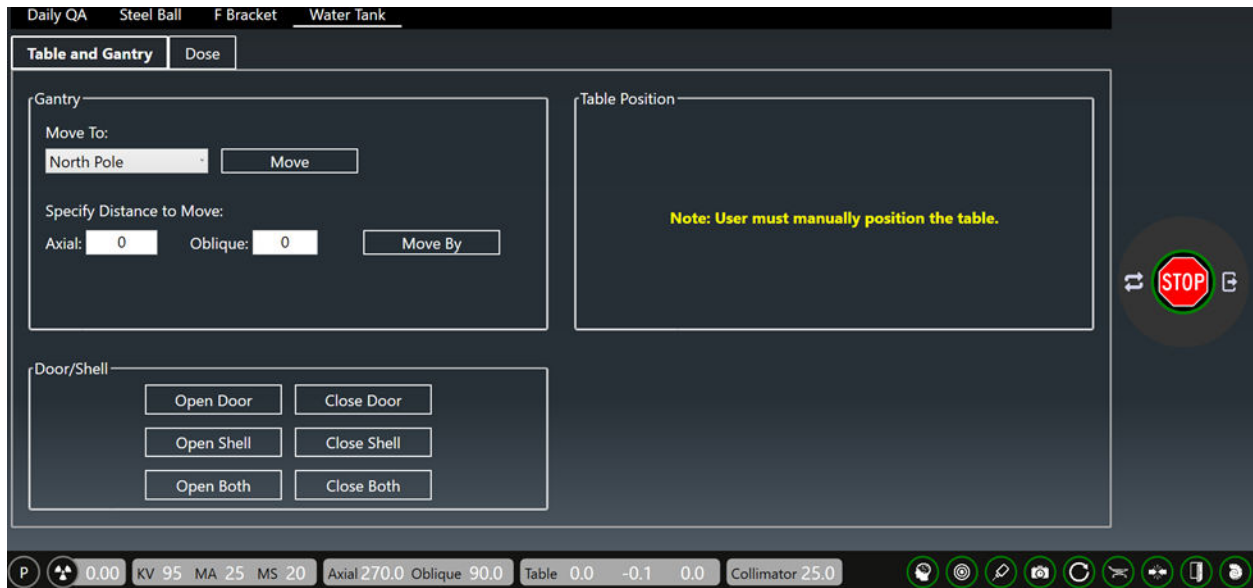 Daily QA Steel Ball F Bracket Water Tank
Table and Gantry Dose
Gantry
Move To:
North Pole Move
Specify Distance to Move:
Axial: 0 Oblique: 0 Move By
Table Position
Note: User must manually position the table.
STOP
Door/Shell
Open Door Close Door
Open Shell Close Shell
Open Both Close Both
P 0.00 KV 95 MA 25 MS 20 Axial 270.0 Oblique 90.0 Table 0.0 -0.1 0.0 Collimator 25.0